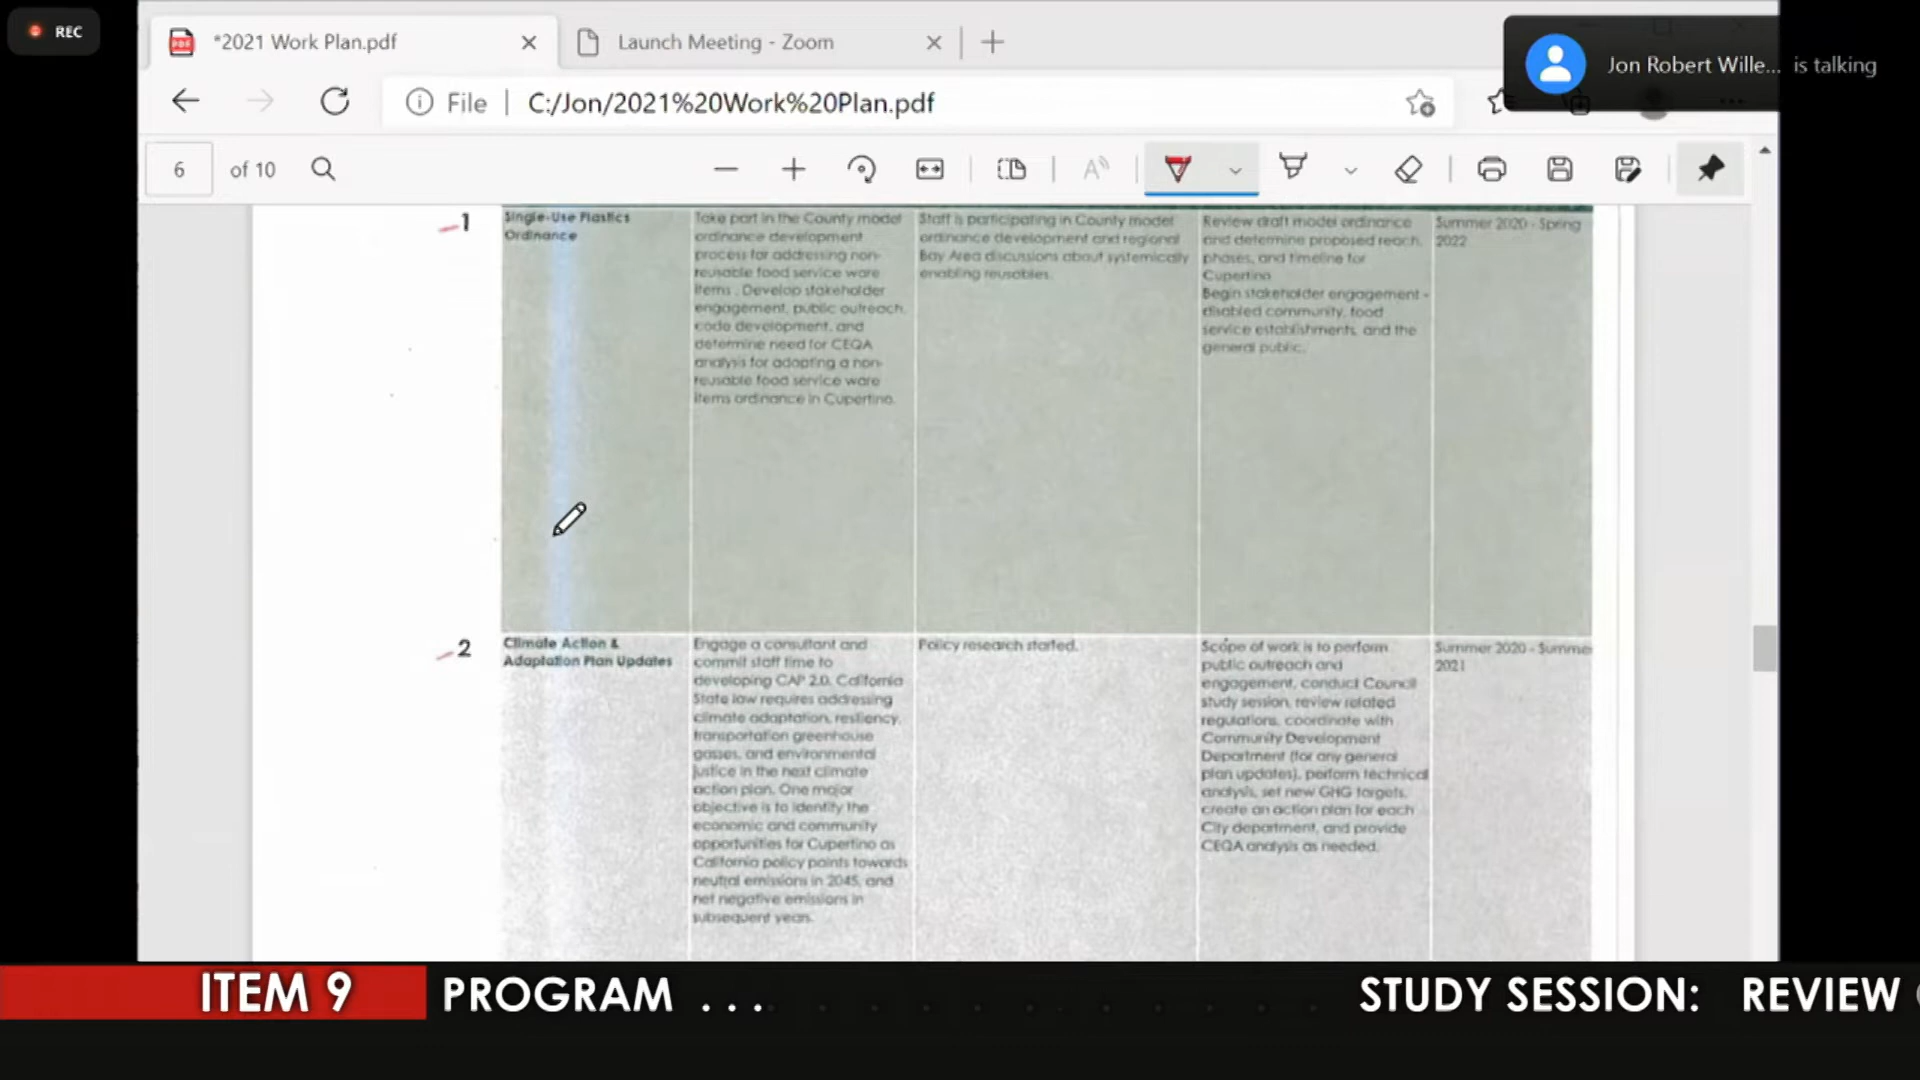 REC
*2021 Work Plan.pdf
Launch Meeting - Zoom
Jon Robert Wille... is talking
File
C:/Jon/2021%20Work%20Plan.pdf
6
of 10
1
Single-Use Plastics
Ordinance
Take part in the County model
ordinance development
process for addressing non-
reusable food service ware
items . Develop stakeholder
engagement, public outreach,
code development, and
determine need for CEQA
analysis for adopting a non-
reusable food service ware
items ordinance in Cupertino.
Staff is participating in County model
ordinance development and regional
Bay Area discussions about systemically
enabling reusables.
Review draft model ordinance
and determine proposed reach,
phases, and timeline for
Cupertino
Begin stakeholder engagement -
disabled community, food
service establishments, and the
general public.
Summer 2020 - Spring
2022
2
Climate Action &
Adaptation Plan Updates
Engage a consultant and
commit staff time to
developing CAP 2.0. California
State law requires addressing
climate adaptation, resiliency,
transportation greenhouse
gasses, and environmental
justice in the next climate
action plan. One major
objective is to identify the
economic and community
opportunities for Cupertino as
California policy points towards
neutral emissions in 2045, and
net negative emissions in
subsequent years.
Policy research started.
Scope of work is to perform
public outreach and
engagement, conduct Council
study session, review related
regulations, coordinate with
Community Development
Department (for any general
plan updates), perform technical
analysis, set new GHG targets,
create an action plan for each
City department, and provide
CEQA analysis as needed.
Summer 2020 - Summe
2021
ITEM 9
PROGRAM ...
STUDY SESSION: REVIEW